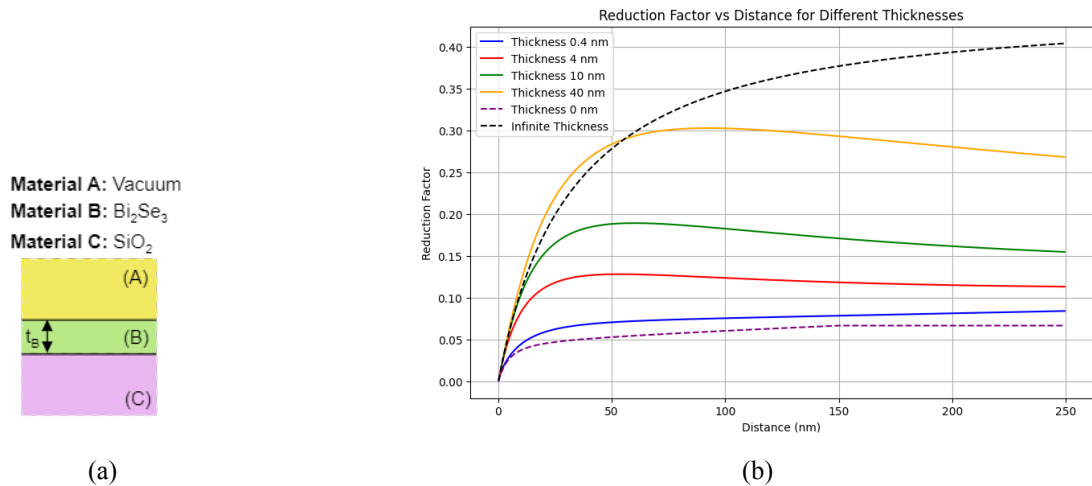 Material A: Vacuum
Material B: Bi₂Se₃
Material C: SiO₂
(A)
t_B
(B)
(C)
(a)
Reduction Factor vs Distance for Different Thicknesses
Thickness 0.4 nm
Thickness 4 nm
Thickness 10 nm
Thickness 40 nm
Thickness 0 nm
Infinite Thickness
Reduction Factor
0.40
0.35
0.30
0.25
0.20
0.15
0.10
0.05
0.00
0
50
100
150
200
250
Distance (nm)
(b)